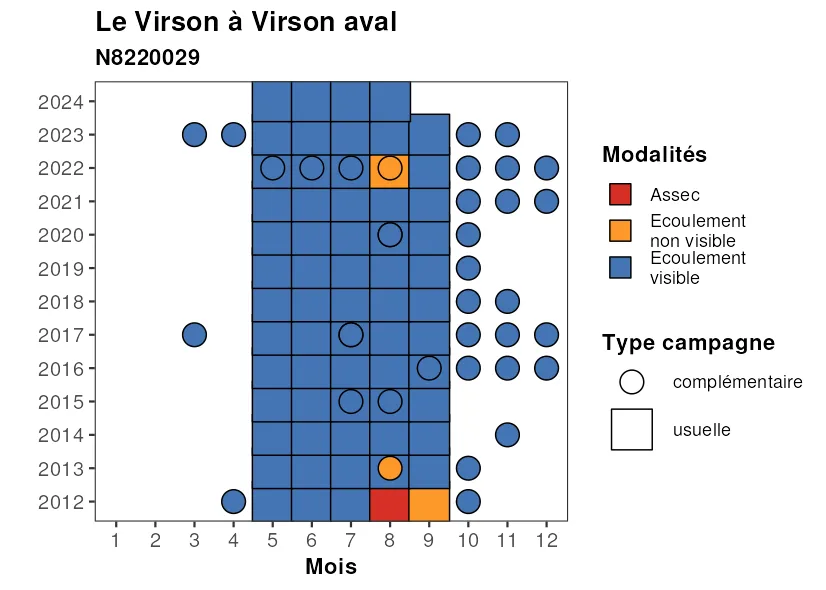 Le Virson à Virson aval
N8220029
2024
2023
2022
2021
2020
2019
2018
2017
2016
2015
2014
2013
2012
1 2 3 4 5 6 7 8 9 10 11 12
Mois
Modalités
Assec
Ecoulement
non visible
Ecoulement
visible
Type campagne
complémentaire
usuelle